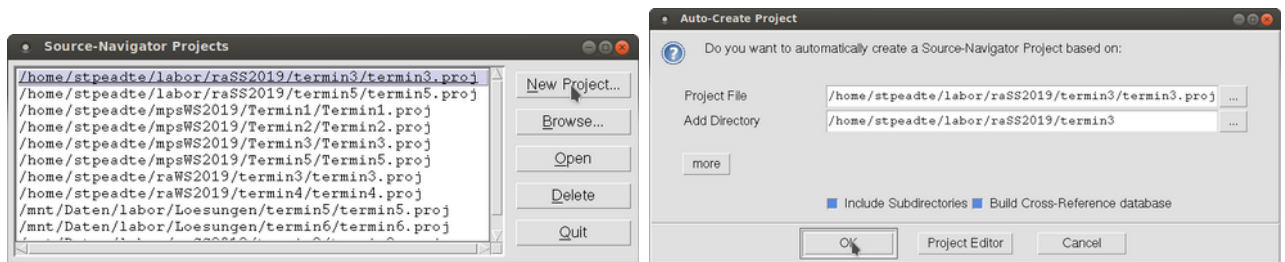 Source-Navigator Projects
/home/stpeadte/labor/raSS2019/termin3/termin3.proj
/home/stpeadte/labor/raSS2019/termin5/termin5.proj
/home/stpeadte/mpsWS2019/Termin1/Termin1.proj
/home/stpeadte/mpsWS2019/Termin2/Termin2.proj
/home/stpeadte/mpsWS2019/Termin3/Termin3.proj
/home/stpeadte/mpsWS2019/Termin5/Termin5.proj
/home/stpeadte/raWS2019/termin3/termin3.proj
/home/stpeadte/raWS2019/termin4/termin4.proj
/mnt/Daten/labor/Loesungen/termin5/termin5.proj
/mnt/Daten/labor/Loesungen/termin6/termin6.proj
New Project...
Browse...
Open
Delete
Quit
Auto-Create Project
Do you want to automatically create a Source-Navigator Project based on:
Project File /home/stpeadte/labor/raSS2019/termin3/termin3.proj ...
Add Directory /home/stpeadte/labor/raSS2019/termin3 ...
more
Include Subdirectories Build Cross-Reference database
OK Project Editor Cancel